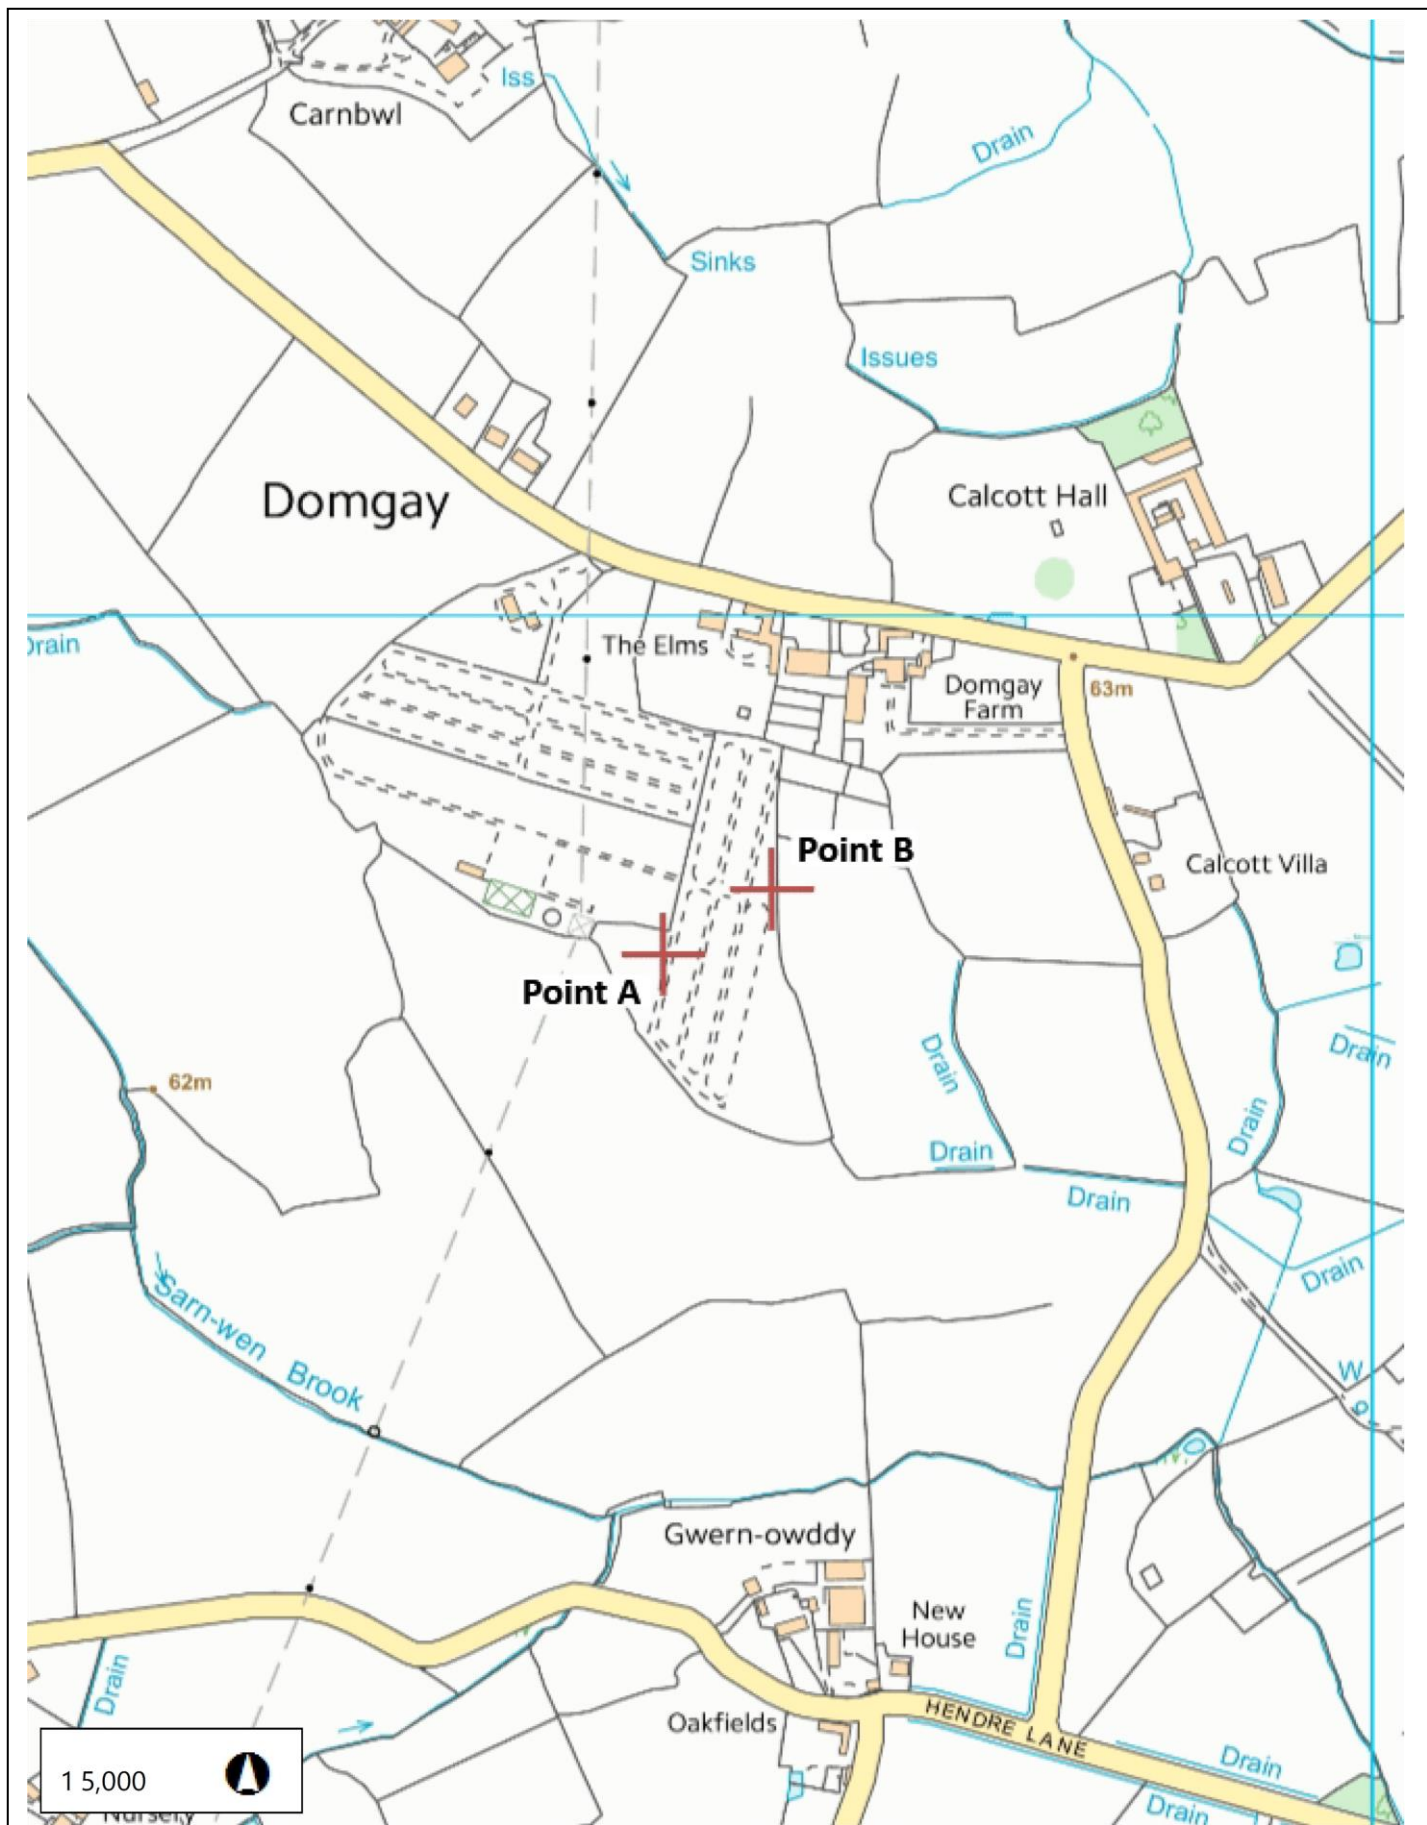 Iss
Carnbwl
Drain
Sinks
Issues
Domgay
Calcott Hall
Drain
The Elms
Domgay
Farm
63m
Point B
Calcott Villa
Point A
Drain
Drain
62m
Drain
Drain
Drain
Drain
Sarn-wen Brook
W
Gwern-owddy
New
House
Drain
Drain
Oakfields
HENDRE LANE
Drain
Drain
1 5,000
Nursery